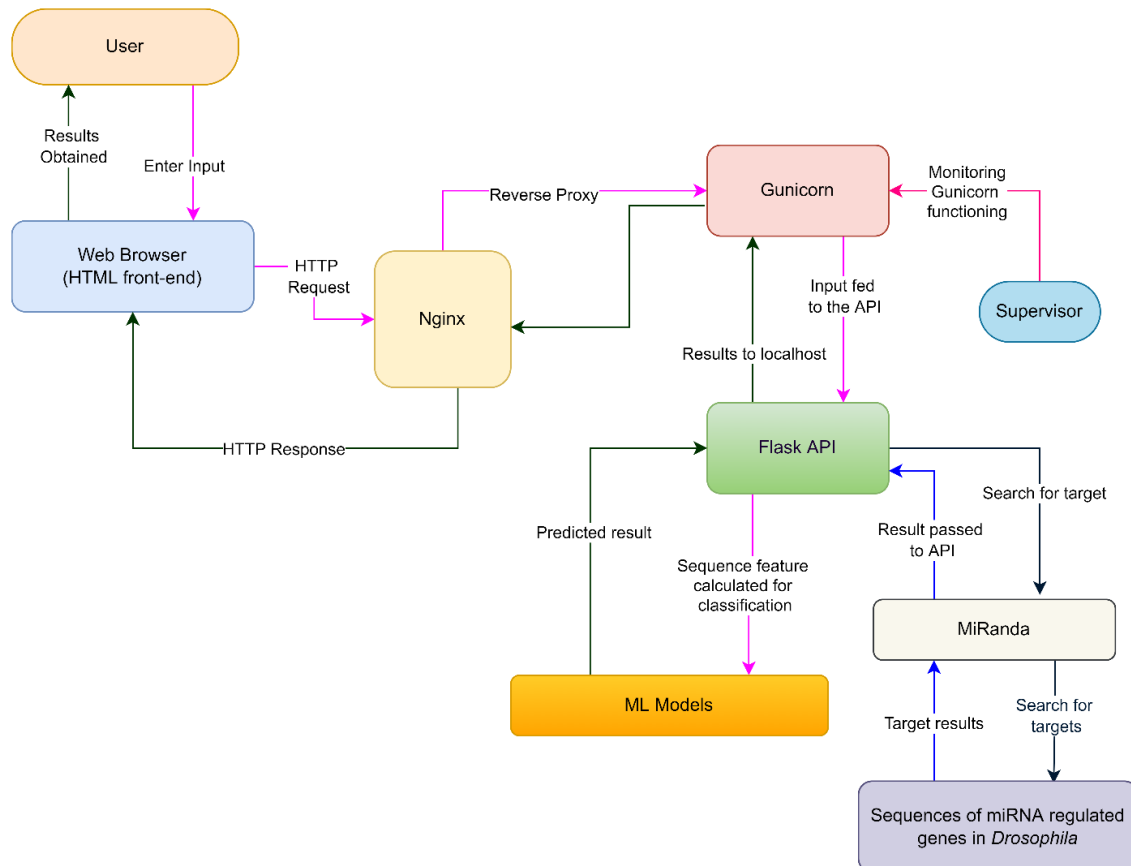 User
Results
Obtained
Enter Input
Web Browser
(HTML front-end)
HTTP
Request
Nginx
Reverse Proxy
Gunicorn
Monitoring
Gunicorn
functioning
Supervisor
Input fed
to the API
Results to localhost
HTTP Response
Flask API
Predicted result
Sequence feature
calculated for
classification
Result passed
to API
Search for target
MiRanda
ML Models
Target results
Search for
targets
Sequences of miRNA regulated
genes in Drosophila